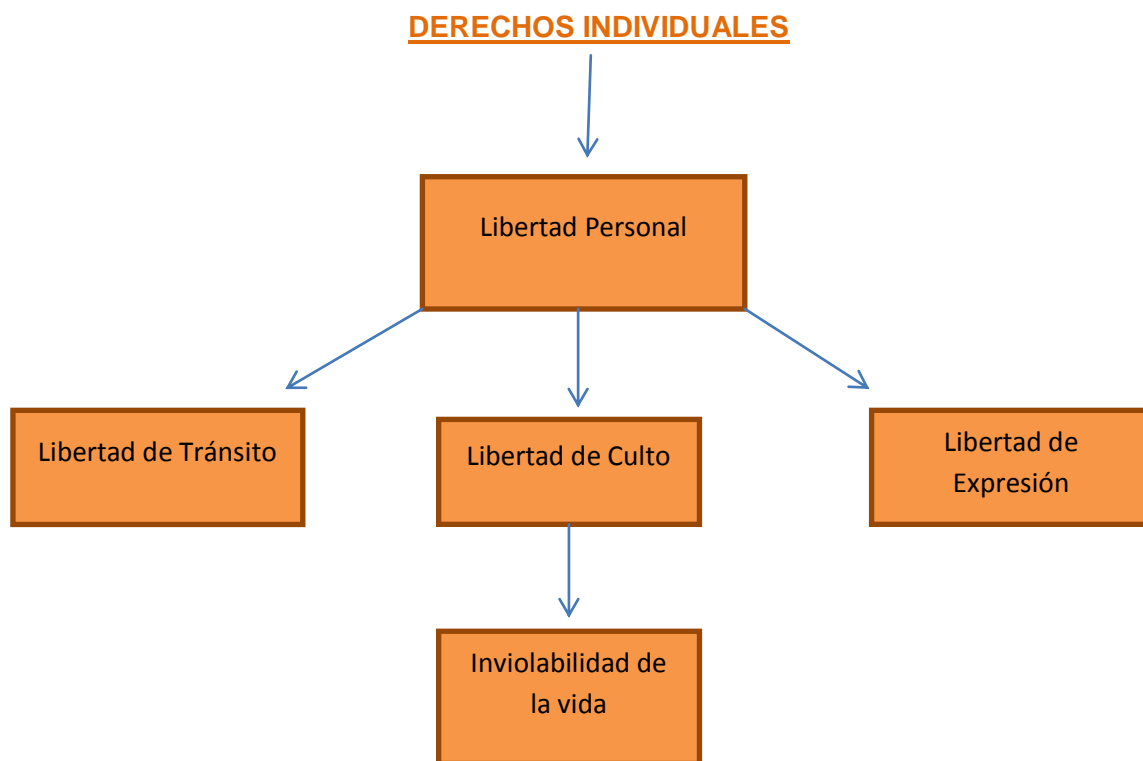 DERECHOS INDIVIDUALES
Libertad Personal
Libertad de Tránsito
Libertad de Culto
Libertad de
Expresión
Inviolabilidad de
la vida